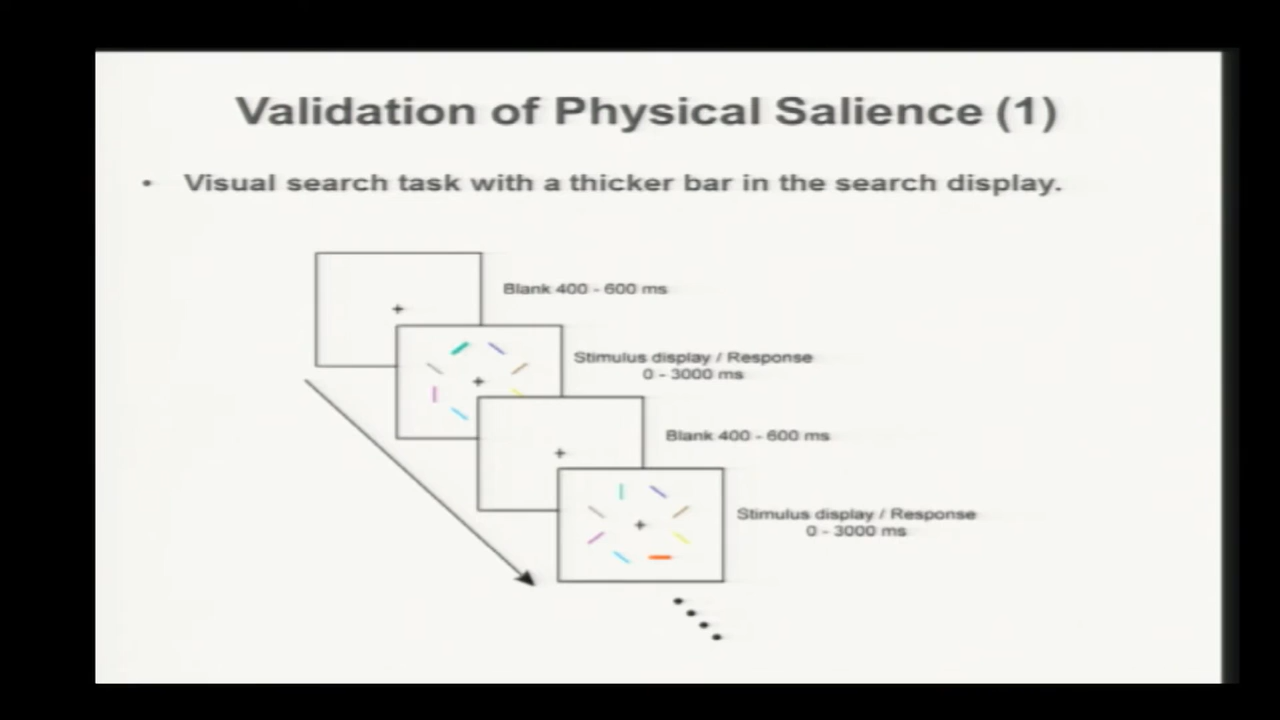 Validation of Physical Salience (1)
• Visual search task with a thicker bar in the search display.
Blank 400 - 600 ms
Stimulus display / Response
0 - 3000 ms
Blank 400 - 600 ms
Stimulus display / Response
0 - 3000 ms